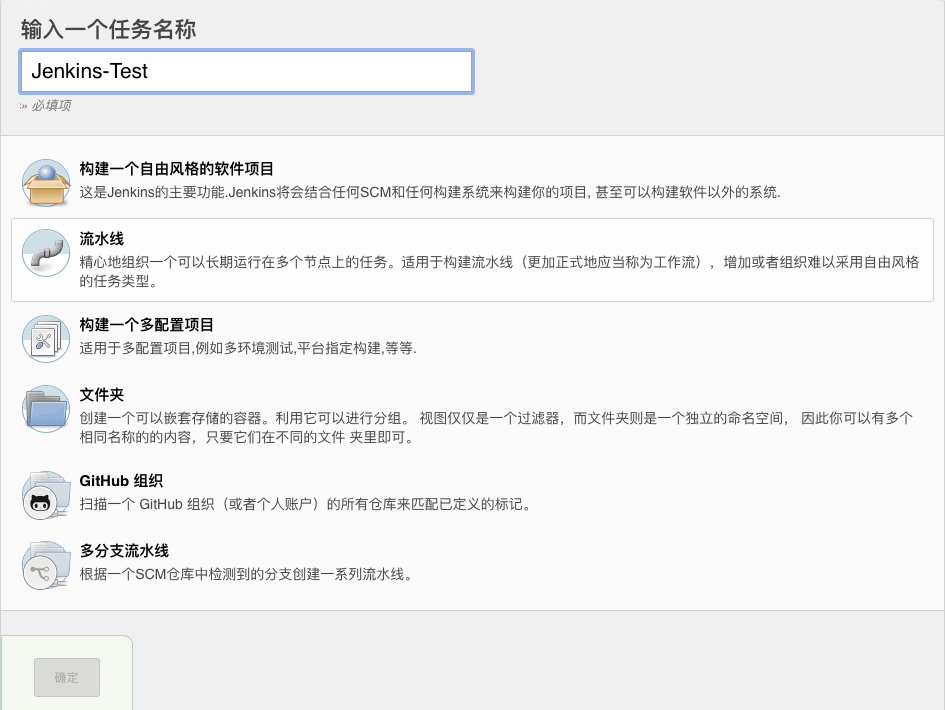 输入一个任务名称
Jenkins-Test
» 必填项
构建一个自由风格的软件项目
这是Jenkins的主要功能.Jenkins将会结合任何SCM和任何构建系统来构建你的项目, 甚至可以构建软件以外的系统.
流水线
精心地组织一个可以长期运行在多个节点上的任务。适用于构建流水线（更加正式地应当称为工作流），增加或者组织难以采用自由风格
的任务类型。
构建一个多配置项目
适用于多配置项目,例如多环境测试,平台指定构建,等等.
文件夹
创建一个可以嵌套存储的容器。利用它可以进行分组。 视图仅仅是一个过滤器，而文件夹则是一个独立的命名空间， 因此你可以有多个
相同名称的的内容，只要它们在不同的文件 夹里即可。
GitHub 组织
扫描一个 GitHub 组织（或者个人账户）的所有仓库来匹配已定义的标记。
多分支流水线
根据一个SCM仓库中检测到的分支创建一系列流水线。
确定